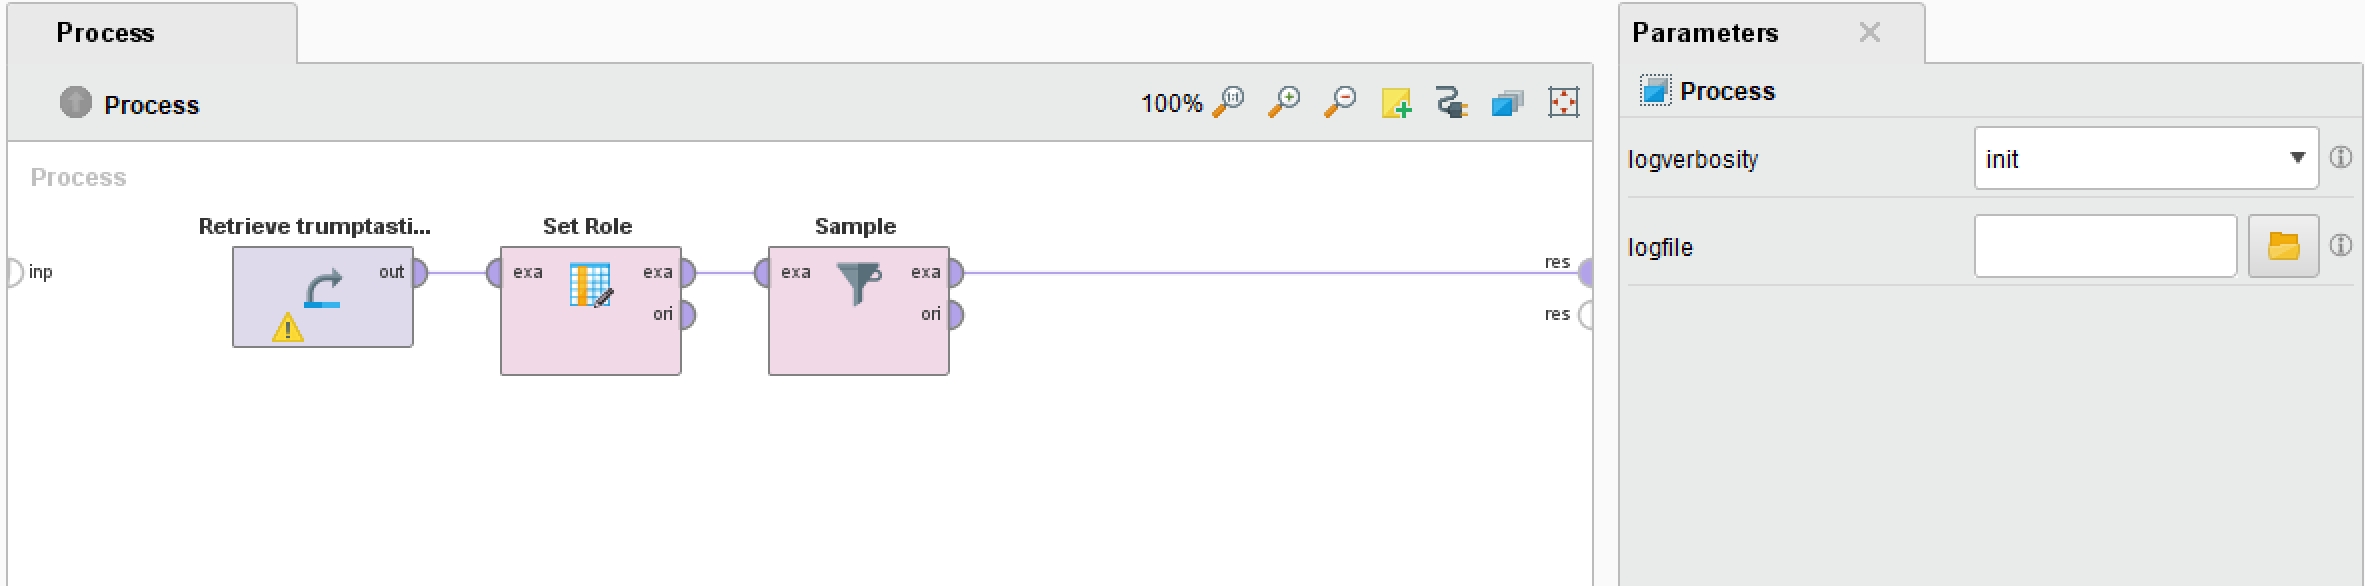 Process
Process
100%
Process
Retrieve trumptasti...
out
inp
Set Role
exa
exa
ori
Sample
exa
exa
ori
res
res
Parameters
Process
logverbosity
init
logfile